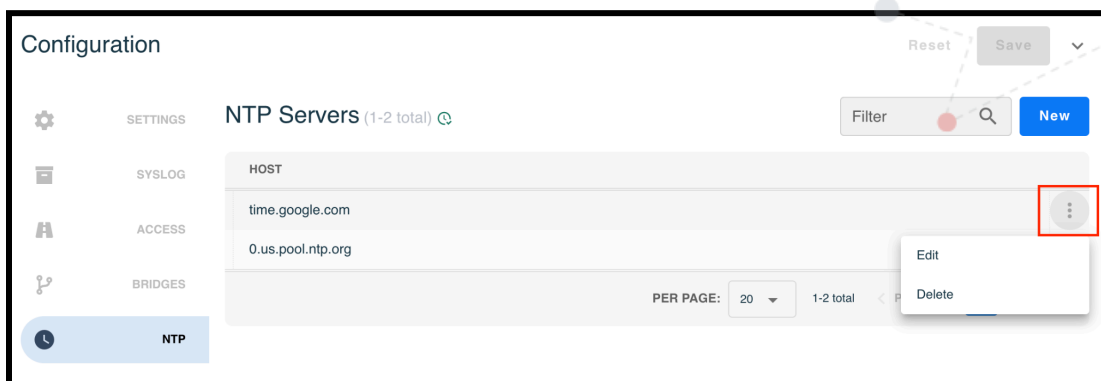 Configuration
Reset
Save
SETTINGS
SYSLOG
ACCESS
BRIDGES
NTP
NTP Servers (1-2 total)
Filter
New
HOST
time.google.com
0.us.pool.ntp.org
Edit
Delete
PER PAGE: 20
1-2 total